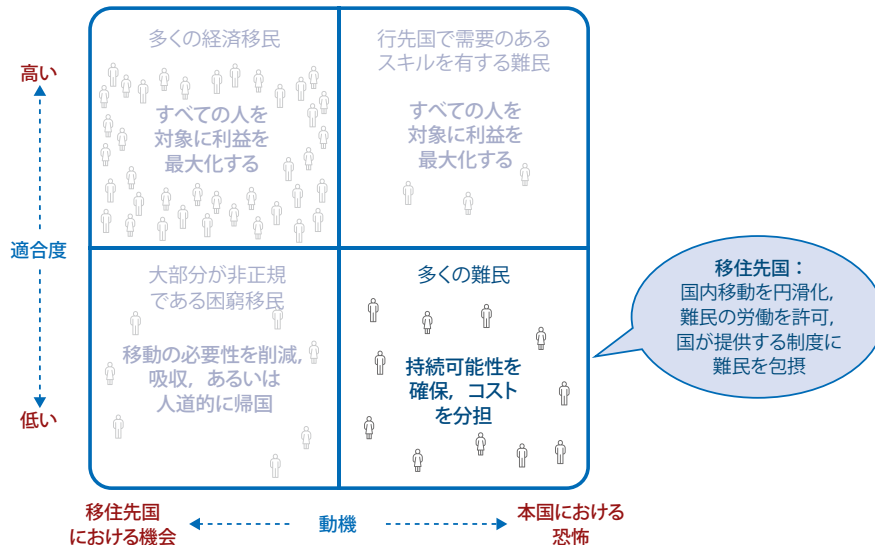 多くの経済移民
すべての人を
対象に利益を
最大化する
行先国で需要のある
スキルを有する難民
すべての人を
対象に利益を
最大化する
高い
適合度
低い
大部分が非正規
である困窮移民
移動の必要性を削減，
吸収，あるいは
人道的に帰国
多くの難民
持続可能性を
確保，コスト
を分担
移住先国：
国内移動を円滑化，
難民の労働を許可，
国が提供する制度に
難民を包摂
移住先国
における機会
動機
本国における
恐怖